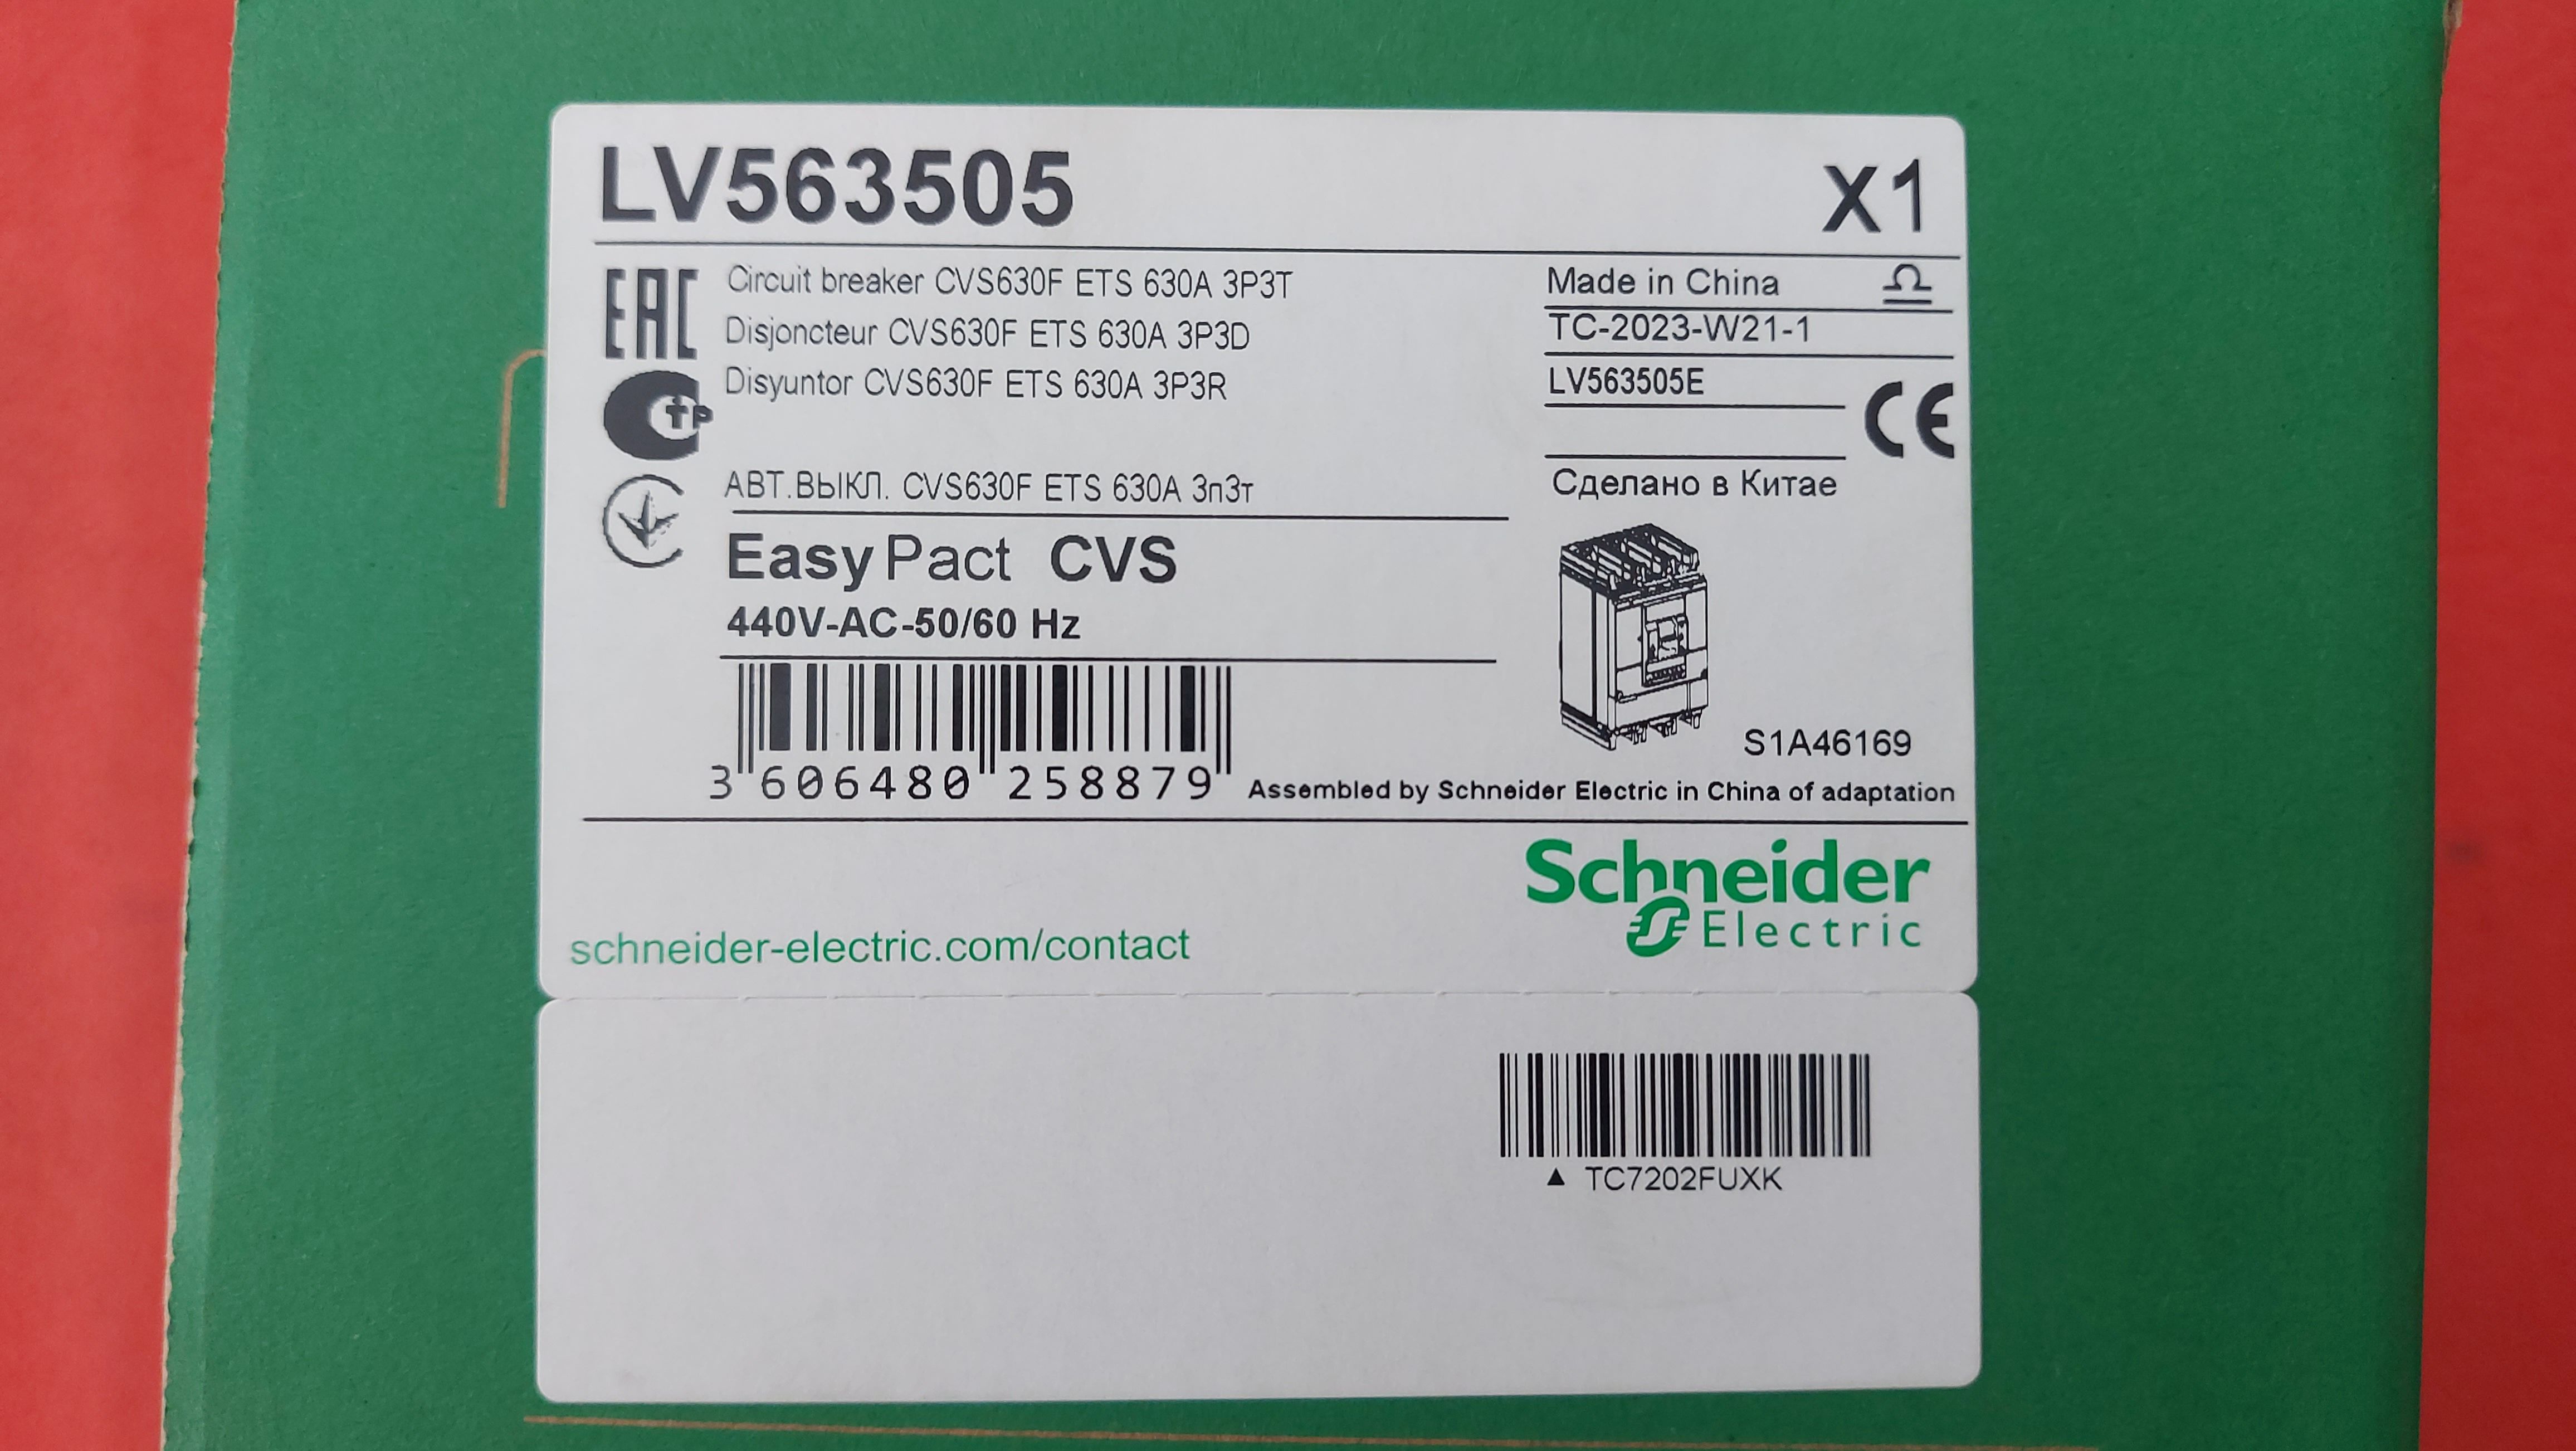 LV563505
X1
EAC
Circuit breaker CVS630F ETS 630A 3P3T
Disjoncteur CVS630F ETS 630A 3P3D
Disyuntor CVS630F ETS 630A 3P3R
АВТ.ВЫКЛ. CVS630F ETS 630A 3п3т
Made in China
TC-2023-W21-1
LV563505E
CE
Сделано в Китае
EasyPact CVS
440V-AC-50/60 Hz
3 606480 258879
S1A46169
Assembled by Schneider Electric in China of adaptation
Schneider
Electric
schneider-electric.com/contact
▲ TC7202FUXK